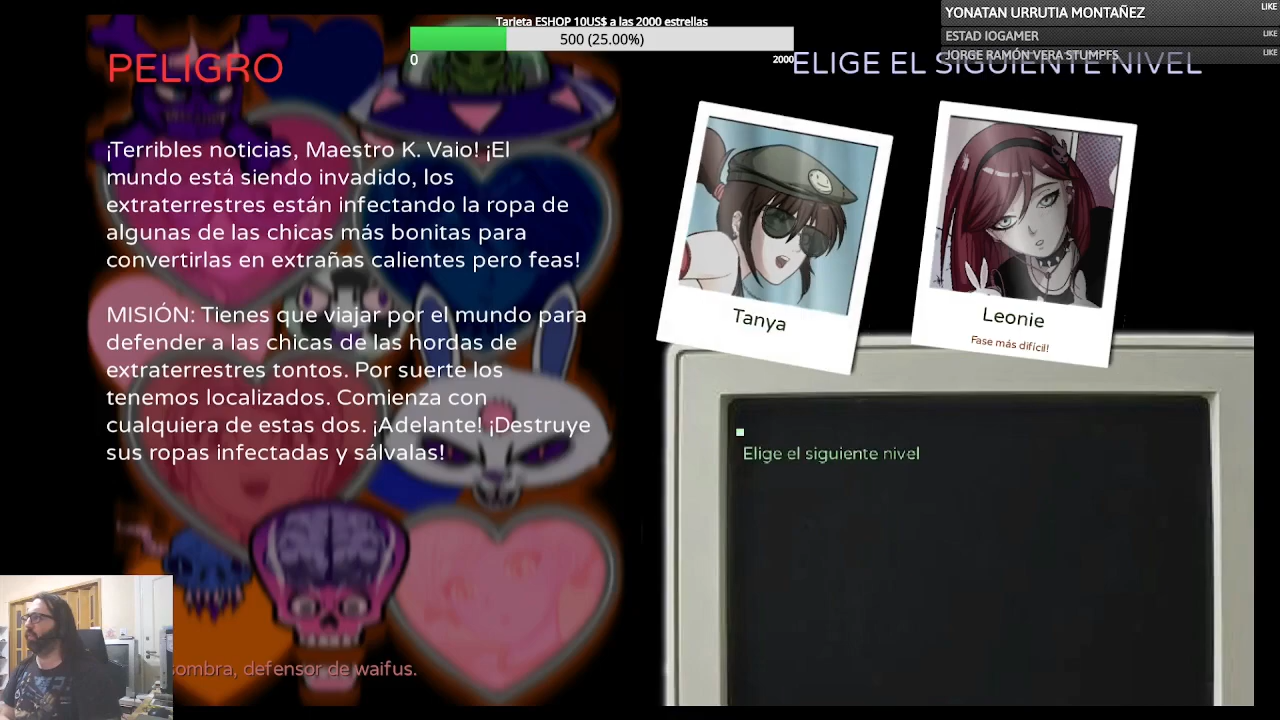 Tarjeta ESHOP 10US$ a las 2000 estrellas
500 (25.00%)
0
2000
YONATAN URRUTIA MONTAÑEZ
LIKE
ESTAD IOGAMER
LIKE
JORGE RAMÓN VERA STUMPFS
LIKE
PELIGRO
¡Terribles noticias, Maestro K. Vaio! ¡El
mundo está siendo invadido, los
extraterrestres están infectando la ropa de
algunas de las chicas más bonitas para
convertirlas en extrañas calientes pero feas!
MISIÓN: Tienes que viajar por el mundo para
defender a las chicas de las hordas de
extraterrestres tontos. Por suerte los
tenemos localizados. Comienza con
cualquiera de estas dos. ¡Adelante! ¡Destruye
sus ropas infectadas y sálvalas!
sombra, defensor de waifus.
ELIGE EL SIGUIENTE NIVEL
Tanya
Leonie
Fase más difícil!
Elige el siguiente nivel